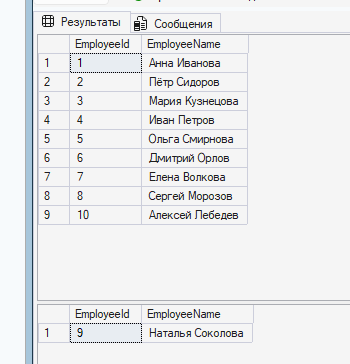 Результаты Сообщения
EmployeeId EmployeeName
1 1 Анна Иванова
2 2 Пётр Сидоров
3 3 Мария Кузнецова
4 4 Иван Петров
5 5 Ольга Смирнова
6 6 Дмитрий Орлов
7 7 Елена Волкова
8 8 Сергей Морозов
9 10 Алексей Лебедев
EmployeeId EmployeeName
1 9 Наталья Соколова